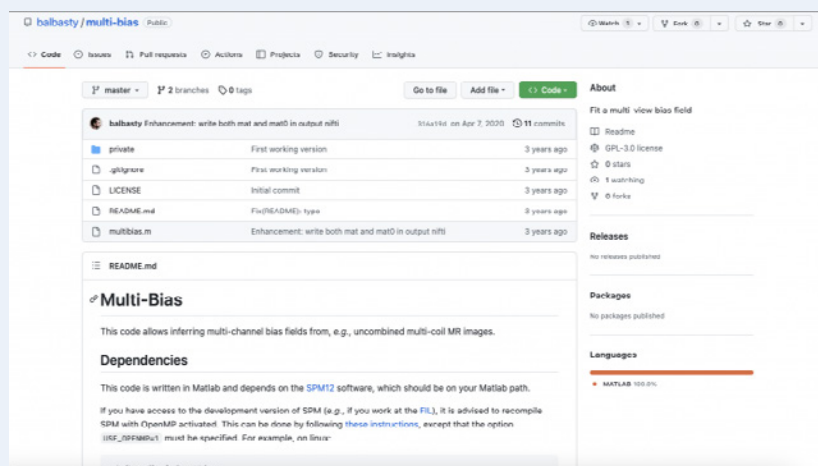 balbasty / multi-bias Public
Watch 1
Fork 0
Star 0
Code
Issues
Pull requests
Actions
Projects
Security
Insights
master
2 branches
0 tags
Go to file
Add file
Code
balbasty Enhancement: write both mat and mat0 in output nifti
on Apr 7, 2020
11 commits
private First working version 3 years ago
.gitignore First working version 3 years ago
LICENSE Initial commit 3 years ago
README.md Fix(README): typo 3 years ago
multibias.m Enhancement: write both mat and mat0 in output nifti 3 years ago
README.md
Multi-Bias
This code allows inferring multi-channel bias fields from, e.g., uncombined multi-coil MR images.
Dependencies
This code is written in Matlab and depends on the SPM12 software, which should be on your Matlab path.
If you have access to the development version of SPM (e.g., if you work at the FIL), it is advised to recompile
SPM with OpenMP activated. This can be done by following these instructions, except that the option
USE_OPENMP=1 must be specified. For example, on linux:
About
Fit a multi-view bias field
Readme
GPL-3.0 license
0 stars
1 watching
0 forks
Releases
No releases published
Packages
No packages published
Languages
MATLAB 100.0%